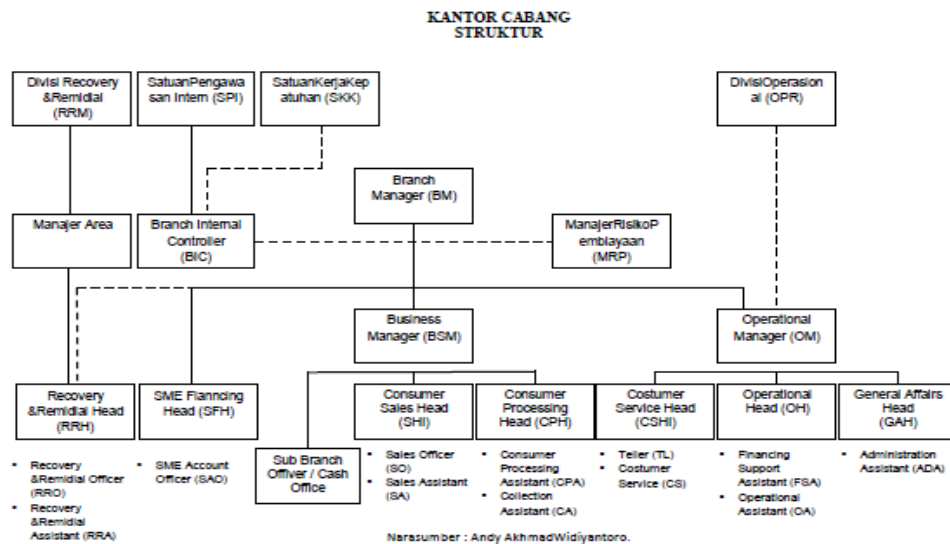 KANTOR CABANG
STRUKTUR
Divisi Recovery
&Remidial
(RRM)
SatuanPengawa
san Intern (SPI)
SatuanKerjaKep
atuhan (SKK)
DivisiOperasion
al (OPR)
Branch
Manager (BM)
Manajer Area
Branch Internal
Controller
(BIC)
ManajerRisikoP
embiayaan
(MRP)
Business
Manager (BSM)
Operational
Manager (OM)
Recovery
&Remidial Head
(RRH)
SME Flanncing
Head (SFH)
Consumer
Sales Head
(SHI)
Consumer
Processing
Head (CPH)
Costumer
Service Head
(CSHI)
Operational
Head (OH)
General Affairs
Head
(GAH)
Sub Branch
Offiver / Cash
Office
▪ Recovery
&Remidial Officer
(RRO)
▪ Recovery
&Remidial
Assistant (RRA)
▪ SME Account
Officer (SAO)
▪ Sales Officer
(SO)
▪ Sales Assistant
(SA)
▪ Consumer
Processing
Assistant (CPA)
▪ Collection
Assistant (CA)
▪ Teller (TL)
▪ Costumer
Service (CS)
▪ Financing
Support
Assistant (FSA)
▪ Operational
Assistant (OA)
▪ Administration
Assistant (ADA)
Narasumber : Andy AkhmadWidiyantoro.